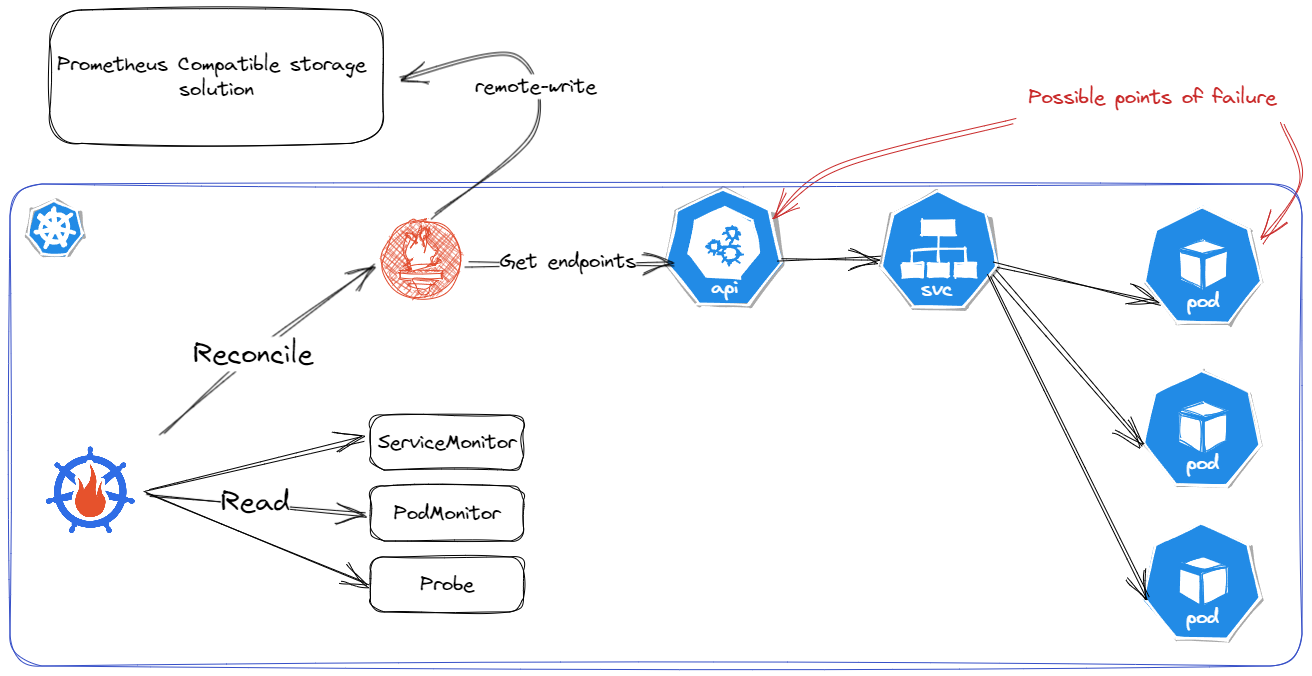 Prometheus Compatible storage
solution
remote-write
Possible points of failure
Get endpoints
api
svc
pod
Reconcile
ServiceMonitor
Read
PodMonitor
Probe
pod
pod